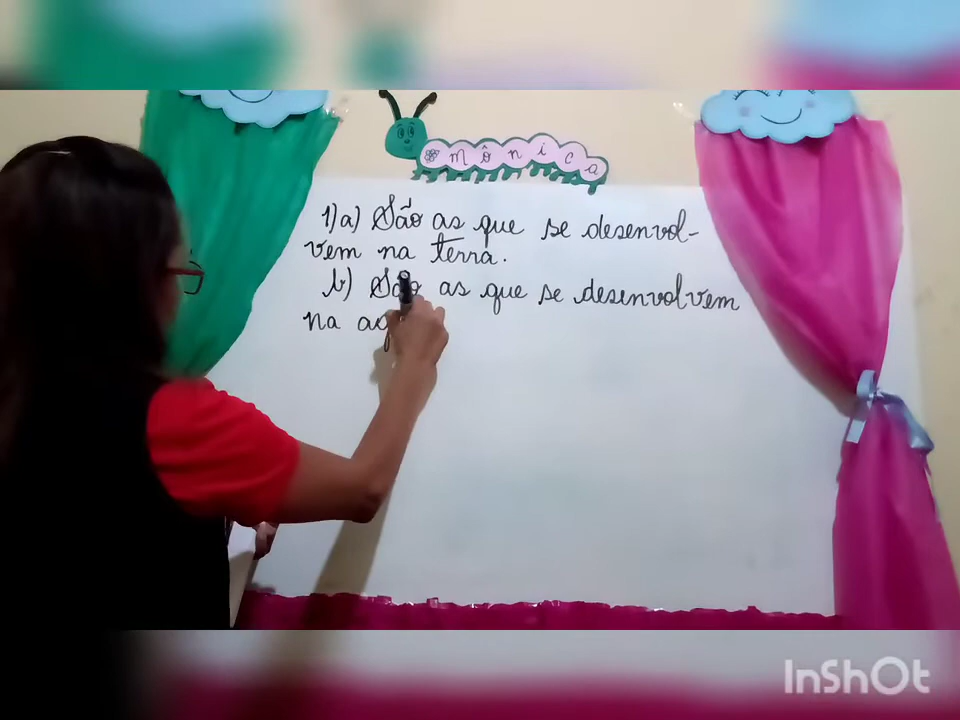 mônica
1)a) São as que se desenvol-
vem na terra.
b) São as que se desenvolvem
na
InShOt